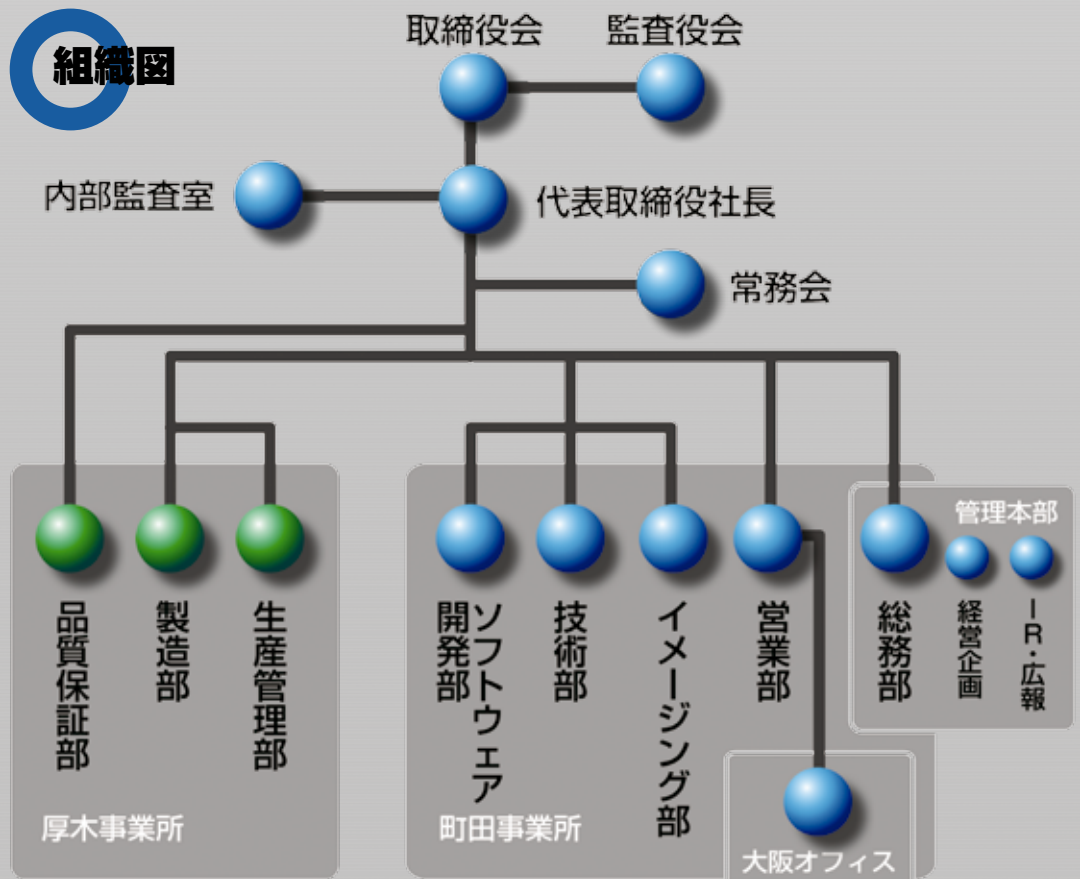 組織図
取締役会
監査役会
内部監査室
代表取締役社長
常務会
品質保証部
製造部
生産管理部
厚木事業所
ソフトウェア
開発部
技術部
イメージング部
営業部
町田事業所
大阪オフィス
管理本部
総務部
経営企画
IR・広報